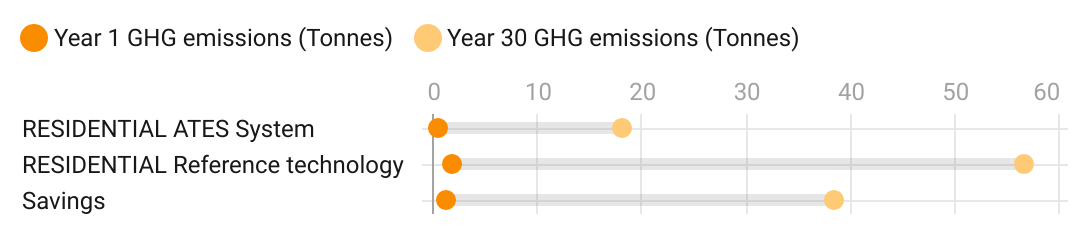 Year 1 GHG emissions (Tonnes) Year 30 GHG emissions (Tonnes)
0 10 20 30 40 50 60
RESIDENTIAL ATES System
RESIDENTIAL Reference technology
Savings